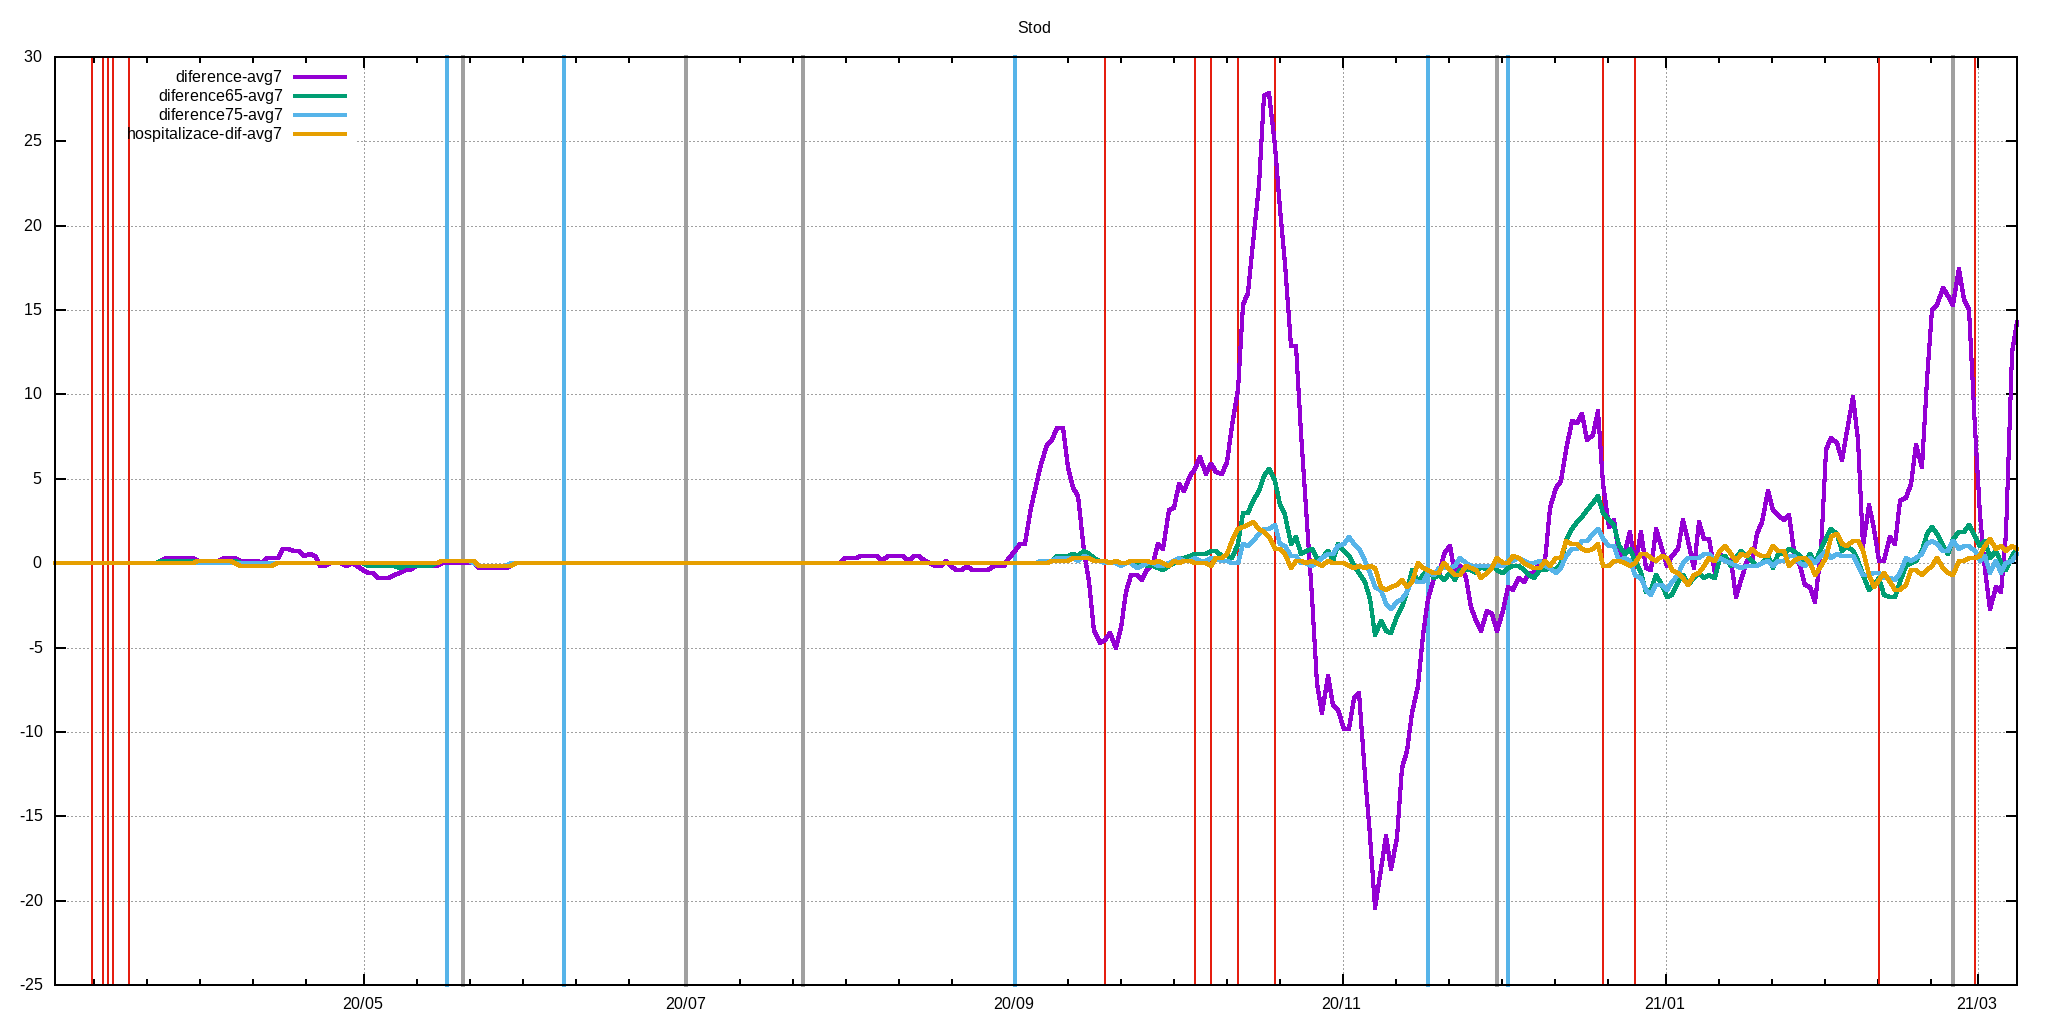 Stod
diference-avg7
diference65-avg7
diference75-avg7
hospitalizace-dif-avg7
30
25
20
15
10
5
0
-5
-10
-15
-20
-25
20/05 20/07 20/09 20/11 21/01 21/03